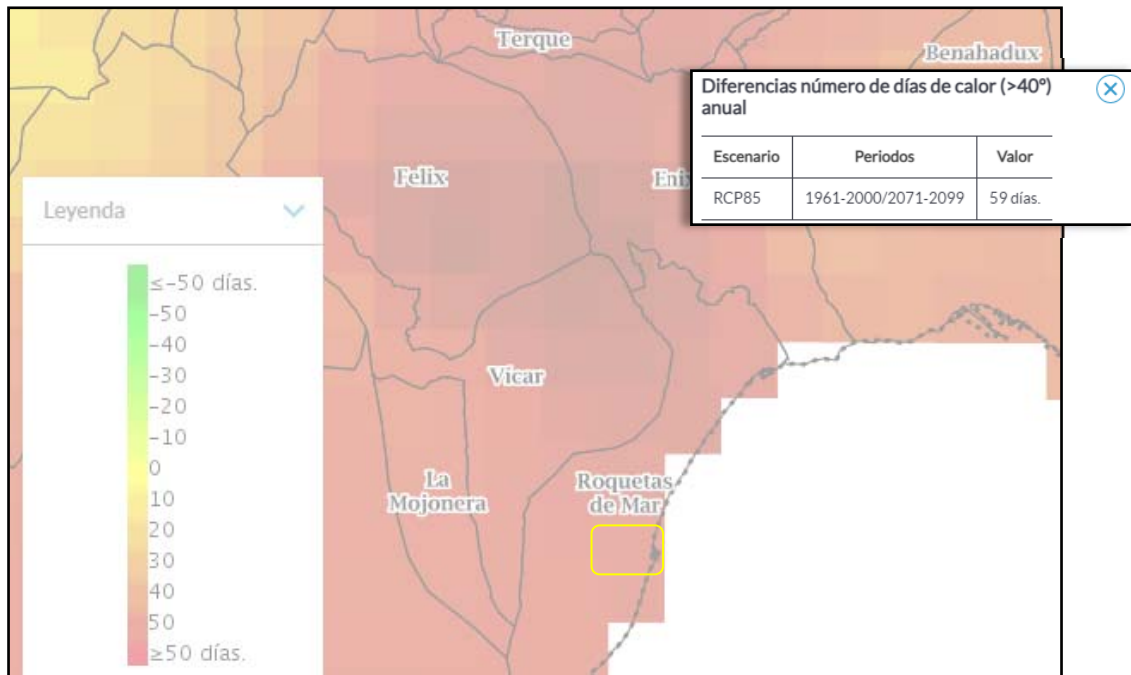 Terque
Benahadux
Diferencias número de días de calor (>40º)
anual
Escenario Periodos Valor
RCP85 1961-2000/2071-2099 59 días.
Felix
Leyenda
≤-50 días.
-50
-40
-30
-20
-10
0
10
20
30
40
50
≥50 días.
Vícar
La
Mojonera
Roquetas
de Mar